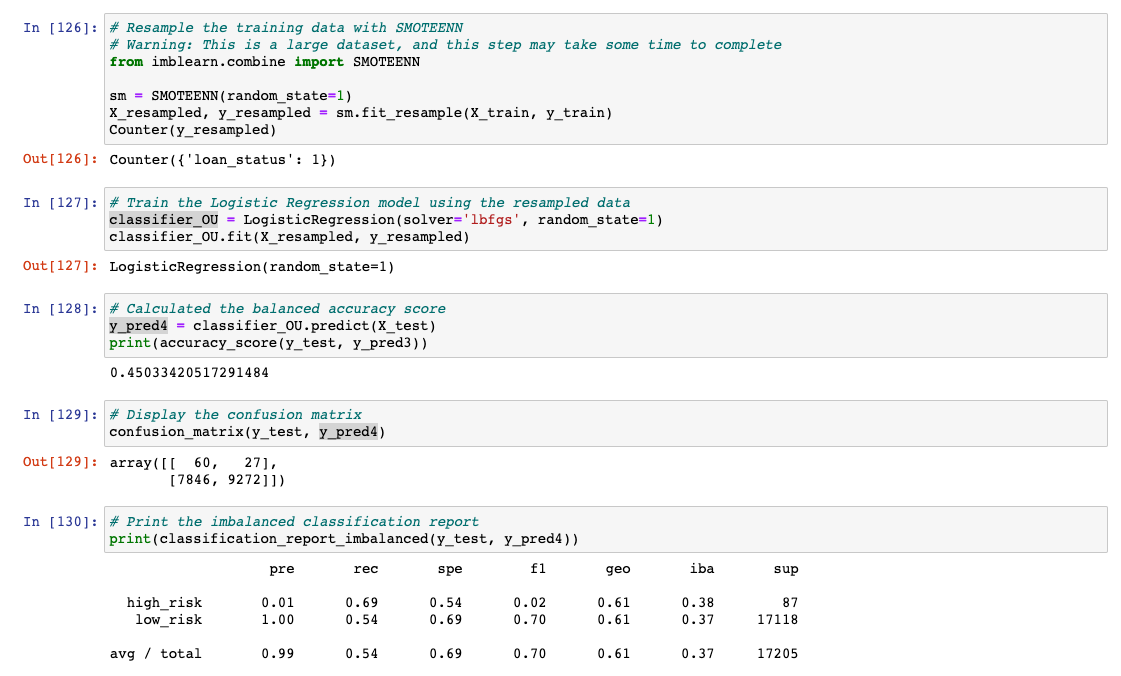 In [126]: # Resample the training data with SMOTEENN
# Warning: This is a large dataset, and this step may take some time to complete
from imblearn.combine import SMOTEENN
sm = SMOTEENN(random_state=1)
X_resampled, y_resampled = sm.fit_resample(X_train, y_train)
Counter(y_resampled)
Out[126]: Counter({'loan_status': 1})
In [127]: # Train the Logistic Regression model using the resampled data
classifier_OU = LogisticRegression(solver='lbfgs', random_state=1)
classifier_OU.fit(X_resampled, y_resampled)
Out[127]: LogisticRegression(random_state=1)
In [128]: # Calculated the balanced accuracy score
y_pred4 = classifier_OU.predict(X_test)
print(accuracy_score(y_test, y_pred3))
0.45033420517291484
In [129]: # Display the confusion matrix
confusion_matrix(y_test, y_pred4)
Out[129]: array([[  60,   27],
[7846, 9272]])
In [130]: # Print the imbalanced classification report
print(classification_report_imbalanced(y_test, y_pred4))
pre rec spe f1 geo iba sup
high_risk 0.01 0.69 0.54 0.02 0.61 0.38 87
low_risk 1.00 0.54 0.69 0.70 0.61 0.37 17118
avg / total 0.99 0.54 0.69 0.70 0.61 0.37 17205